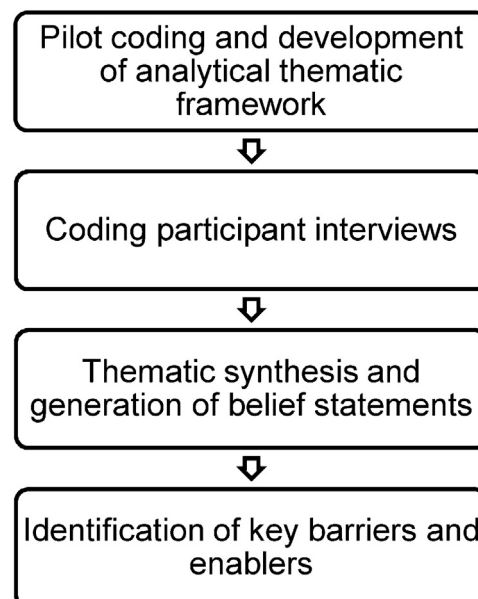 Pilot coding and development
of analytical thematic
framework
Coding participant interviews
Thematic synthesis and
generation of belief statements
Identification of key barriers and
enablers